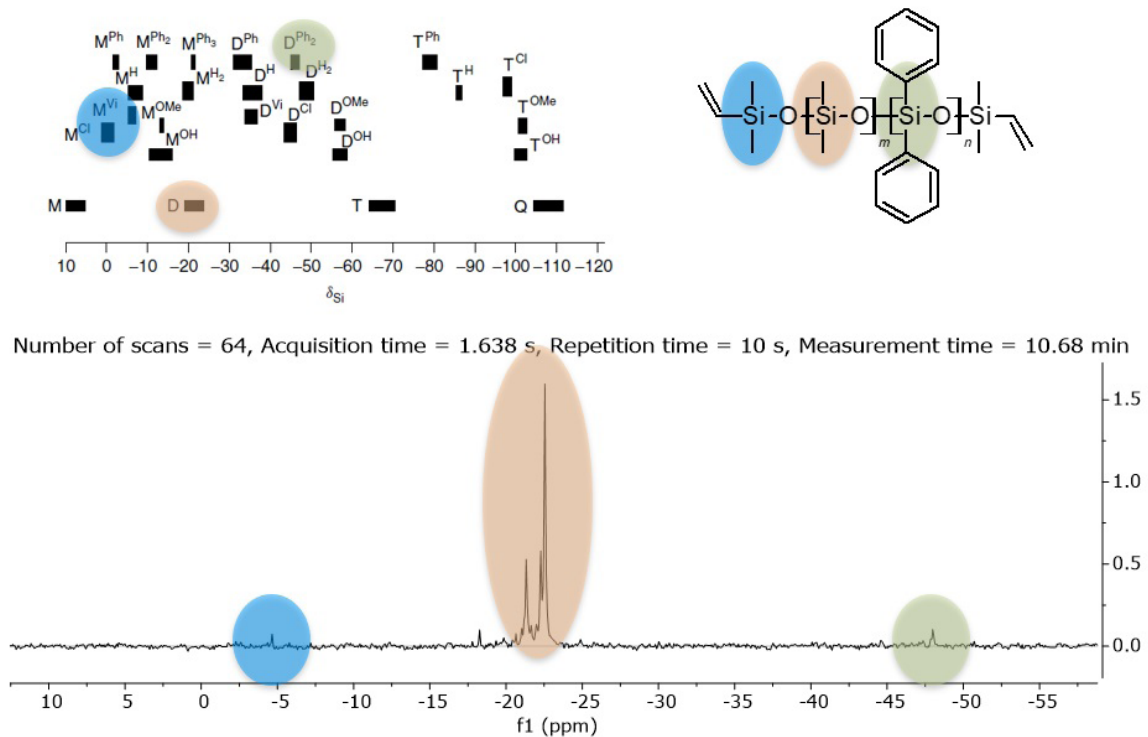 M^Ph M^Ph2 M^Ph3 D^Ph D^Ph2 T^Ph
M^H M^H2 D^H D^H2 T^H T^Cl
M^Vi M^OMe D^Vi D^Cl D^OMe T^OMe
M^Cl M^OH D^OH T^OH
M D T Q
10 0 −10 −20 −30 −40 −50 −60 −70 −80 −90 −100 −110 −120
δSi
Si O Si O m Si O n Si
Number of scans = 64, Acquisition time = 1.638 s, Repetition time = 10 s, Measurement time = 10.68 min
1.5
1.0
0.5
0.0
10 5 0 -5 -10 -15 -20 -25 -30 -35 -40 -45 -50 -55
f1 (ppm)